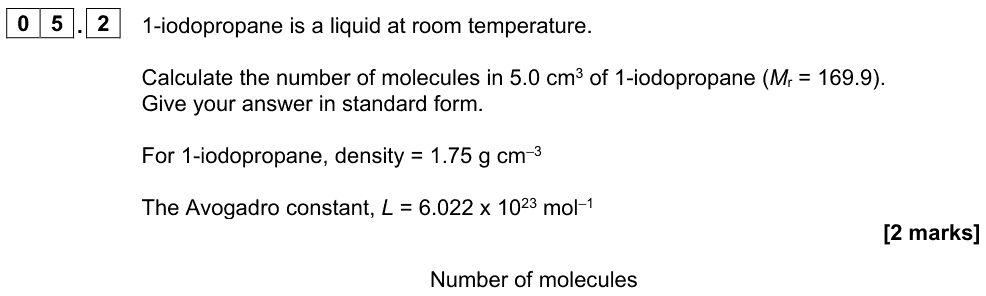 05.2 1-iodopropane is a liquid at room temperature.
Calculate the number of molecules in 5.0 cm³ of 1-iodopropane (Mᵣ = 169.9).
Give your answer in standard form.
For 1-iodopropane, density = 1.75 g cm⁻³
The Avogadro constant, L = 6.022 x 10²³ mol⁻¹
[2 marks]
Number of molecules